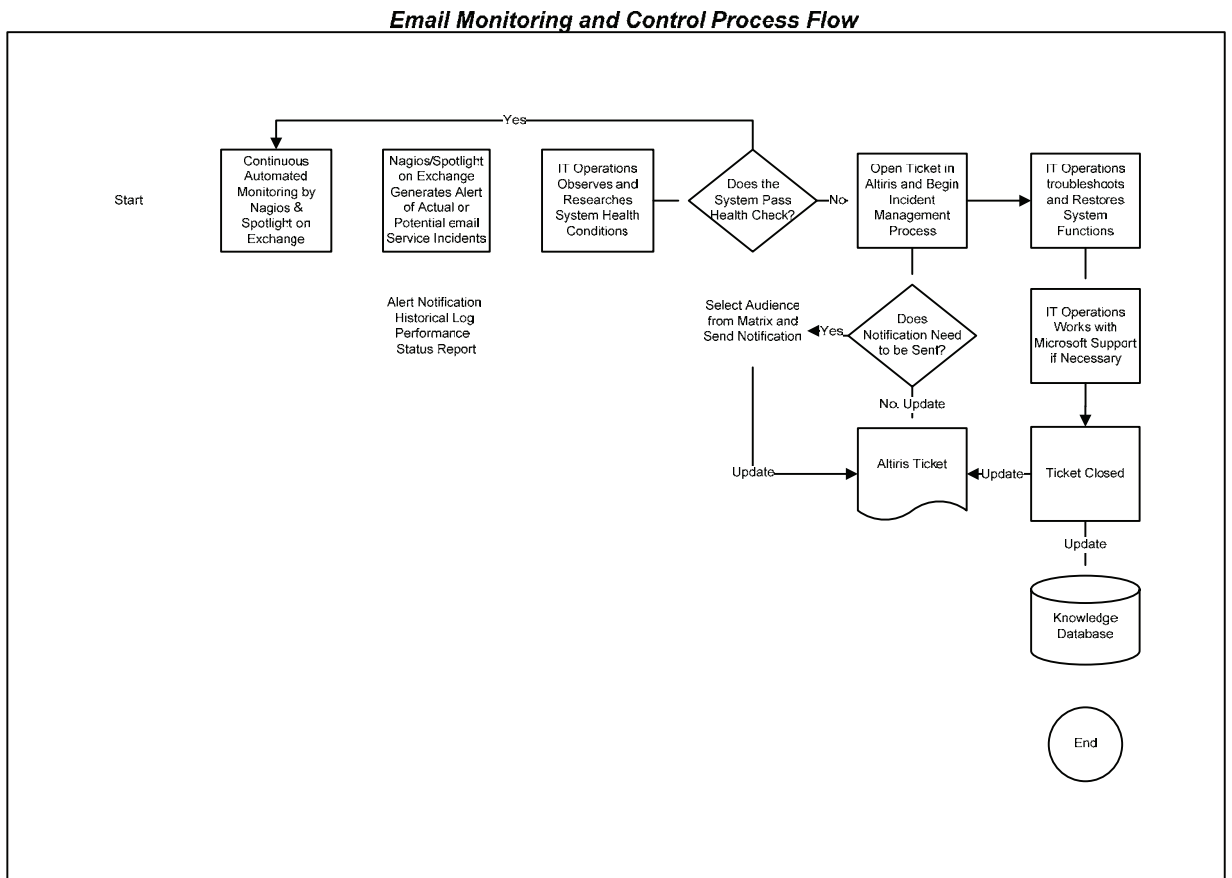 Email Monitoring and Control Process Flow
Yes
Start
Continuous
Automated
Monitoring by
Nagios &
Spotlight on
Exchange
Nagios/Spotlight
on Exchange
Generates Alert
of Actual or
Potential email
Service Incidents
IT Operations
Observes and
Researches
System Health
Conditions
Does the
System Pass
Health Check?
No
Open Ticket in
Altiris and Begin
Incident
Management
Process
IT Operations
troubleshoots
and Restores
System
Functions
Alert Notification
Historical Log
Performance
Status Report
Select Audience
from Matrix and
Send Notification
Yes
Does
Notification Need
to be Sent?
IT Operations
Works with
Microsoft Support
if Necessary
No. Update
Update
Altiris Ticket
Update
Ticket Closed
Update
Knowledge
Database
End